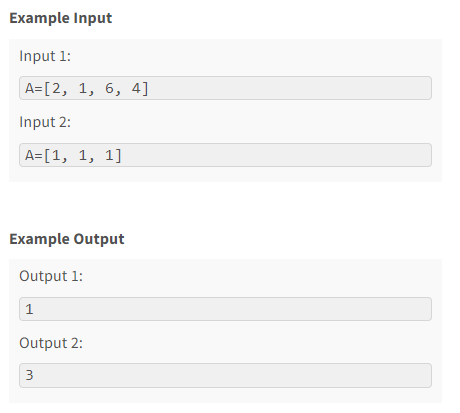 Example Input
Input 1:
A=[2, 1, 6, 4]
Input 2:
A=[1, 1, 1]
Example Output
Output 1:
1
Output 2:
3